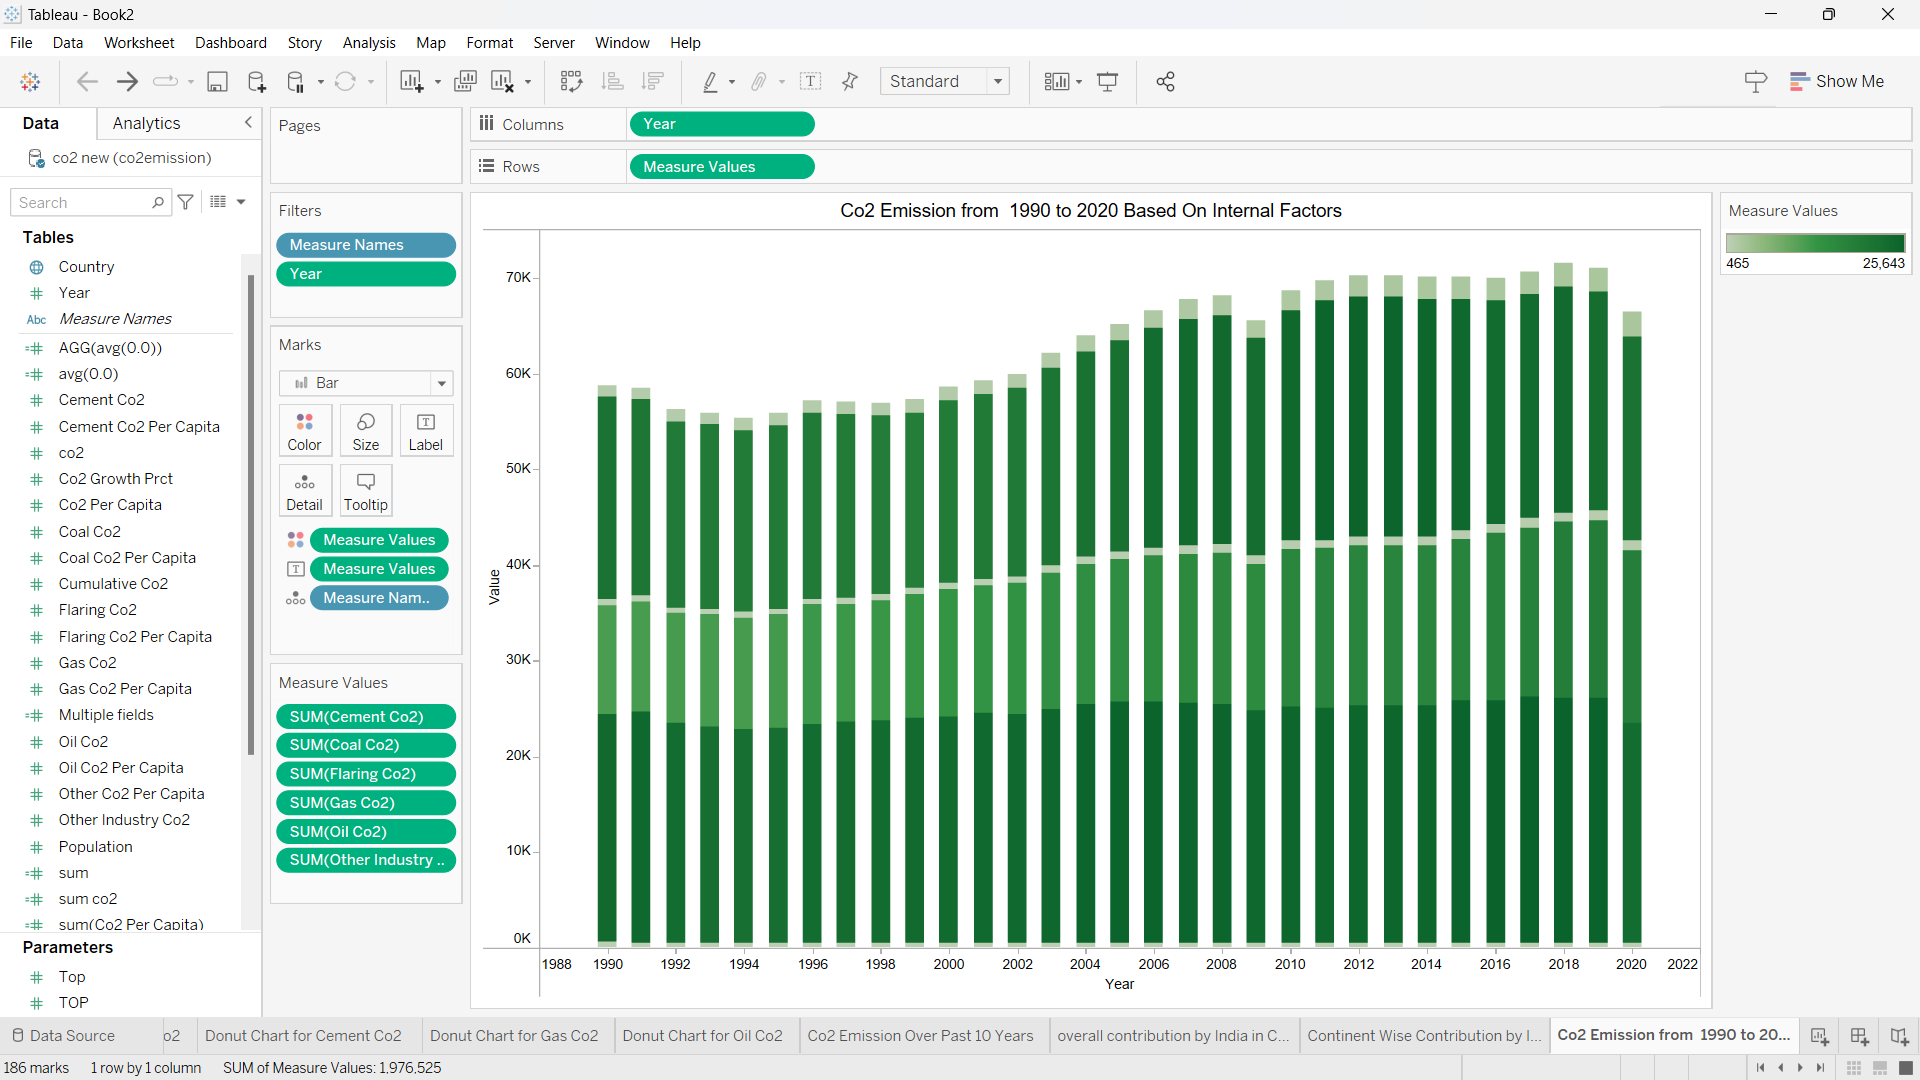 Tableau - Book2
File Data Worksheet Dashboard Story Analysis Map Format Server Window Help
Standard
Show Me
Data Analytics
co2 new (co2emission)
Search
Tables
Country
Year
Abc Measure Names
AGG(avg(0.0))
avg(0.0)
Cement Co2
Cement Co2 Per Capita
co2
Co2 Growth Prct
Co2 Per Capita
Coal Co2
Coal Co2 Per Capita
Cumulative Co2
Flaring Co2
Flaring Co2 Per Capita
Gas Co2
Gas Co2 Per Capita
Multiple fields
Oil Co2
Oil Co2 Per Capita
Other Co2 Per Capita
Other Industry Co2
Population
sum
sum co2
sum(Co2 Per Capita)
Parameters
Top
TOP
Pages
Filters
Measure Names
Year
Marks
Bar
Color Size Label
Detail Tooltip
Measure Values
T Measure Values
Measure Nam..
Measure Values
SUM(Cement Co2)
SUM(Coal Co2)
SUM(Flaring Co2)
SUM(Gas Co2)
SUM(Oil Co2)
SUM(Other Industry ..
Columns Year
Rows Measure Values
Co2 Emission from  1990 to 2020 Based On Internal Factors
70K
60K
50K
40K
30K
20K
10K
0K
Value
1988 1990 1992 1994 1996 1998 2000 2002 2004 2006 2008 2010 2012 2014 2016 2018 2020 2022
Year
Measure Values
465 25,643
Data Source o2 Donut Chart for Cement Co2 Donut Chart for Gas Co2 Donut Chart for Oil Co2 Co2 Emission Over Past 10 Years overall contribution by India in C... Continent Wise Contribution by I... Co2 Emission from  1990 to 20...
186 marks 1 row by 1 column SUM of Measure Values: 1,976,525